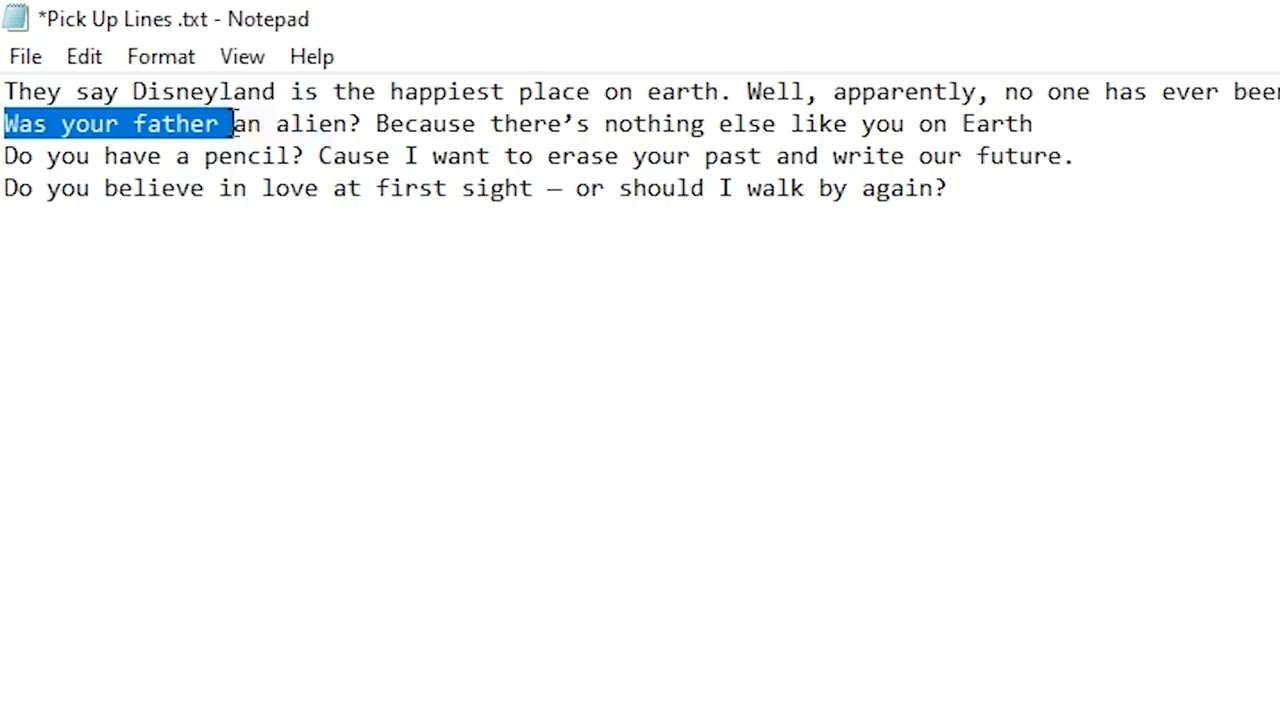 *Pick Up Lines .txt - Notepad
File Edit Format View Help
They say Disneyland is the happiest place on earth. Well, apparently, no one has ever been
Was your father an alien? Because there’s nothing else like you on Earth
Do you have a pencil? Cause I want to erase your past and write our future.
Do you believe in love at first sight – or should I walk by again?